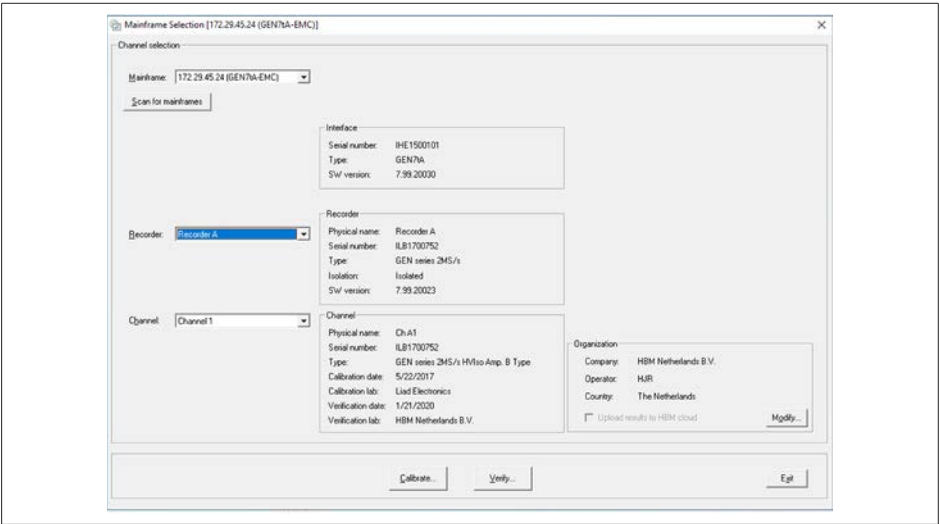 Mainframe Selection [172.29.45.24 (GEN7tA-EMC)]
Channel selection
Mainframe: 172.29.45.24 (GEN7tA-EMC)
Scan for mainframes
Interface
Serial number: IHE1500101
Type: GEN7tA
SW version: 7.99.20030
Recorder: Recorder A
Recorder
Physical name: Recorder A
Serial number: ILB1700752
Type: GEN series 2MS/s
Isolation: Isolated
SW version: 7.99.20023
Channel: Channel 1
Channel
Physical name: Ch A1
Serial number: ILB1700752
Type: GEN series 2MS/s HVIso Amp. B Type
Calibration date: 5/22/2017
Calibration lab: Liad Electronics
Verification date: 1/21/2020
Verification lab: HBM Netherlands B.V.
Organization
Company: HBM Netherlands B.V.
Operator: HJR
Country: The Netherlands
Upload results to HBM cloud
Modify...
Calibrate...
Verify...
Exit